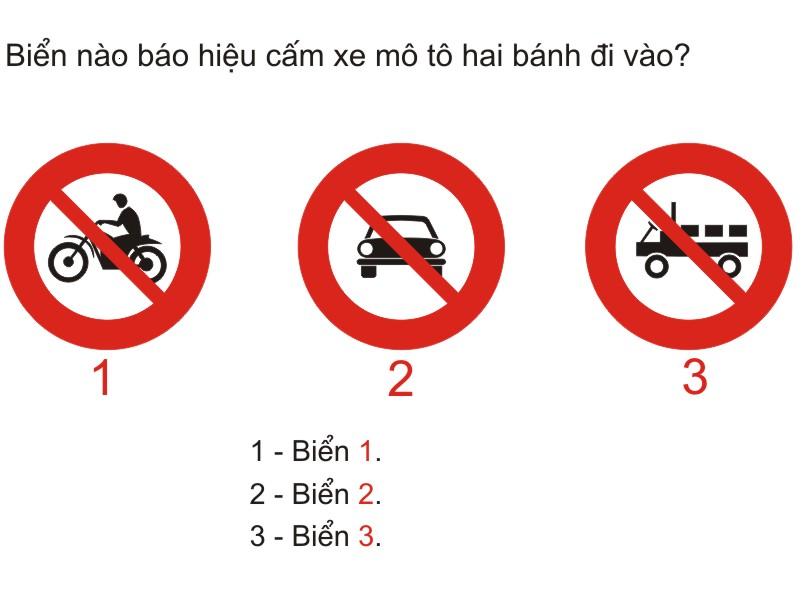 Biển nào báo hiệu cấm xe mô tô hai bánh đi vào?
1
2
3
1 - Biển 1.
2 - Biển 2.
3 - Biển 3.